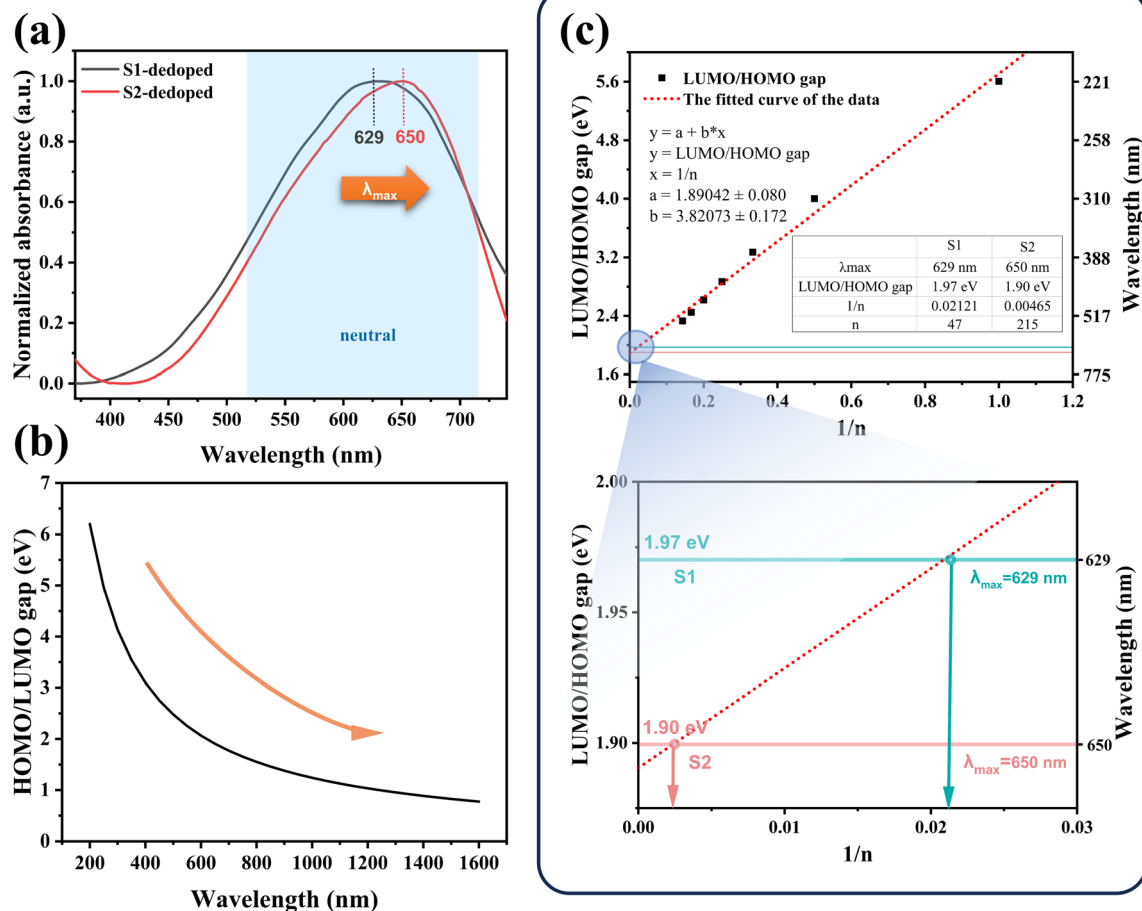 (a)
S1-dedoped
S2-dedoped
629
650
λmax
neutral
Normalized absorbance (a.u.)
1.0
0.8
0.6
0.4
0.2
0.0
400
450
500
550
600
650
700
Wavelength (nm)
(b)
HOMO/LUMO gap (eV)
7
6
5
4
3
2
1
0
200
400
600
800
1000
1200
1400
1600
Wavelength (nm)
(c)
LUMO/HOMO gap (eV)
5.6
4.8
4.0
3.2
2.4
1.6
LUMO/HOMO gap
The fitted curve of the data
y = a + b*x
y = LUMO/HOMO gap
x = 1/n
a = 1.89042 ± 0.080
b = 3.82073 ± 0.172
S1 S2
λmax 629 nm 650 nm
LUMO/HOMO gap 1.97 eV 1.90 eV
1/n 0.02121 0.00465
n 47 215
221
258
310
388
517
775
Wavelength (nm)
0.0
0.2
0.4
0.6
0.8
1.0
1.2
1/n
LUMO/HOMO gap (eV)
2.00
1.95
1.90
1.97 eV
S1
λmax=629 nm
1.90 eV
S2
λmax=650 nm
629
650
Wavelength (nm)
0.00
0.01
0.02
0.03
1/n